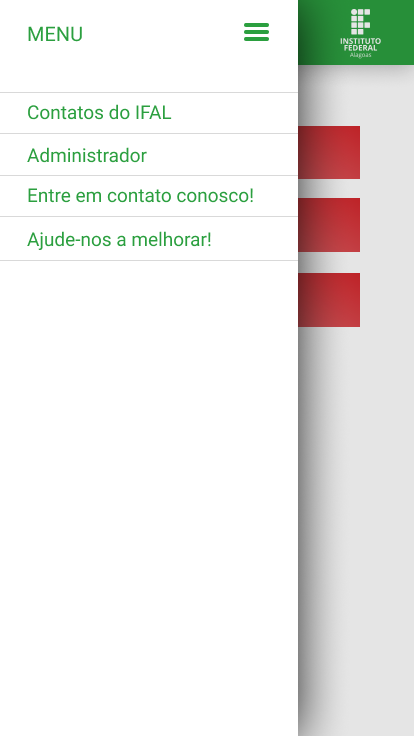 MENU
INSTITUTO
FEDERAL
Alagoas
Contatos do IFAL
Administrador
Entre em contato conosco!
Ajude-nos a melhorar!